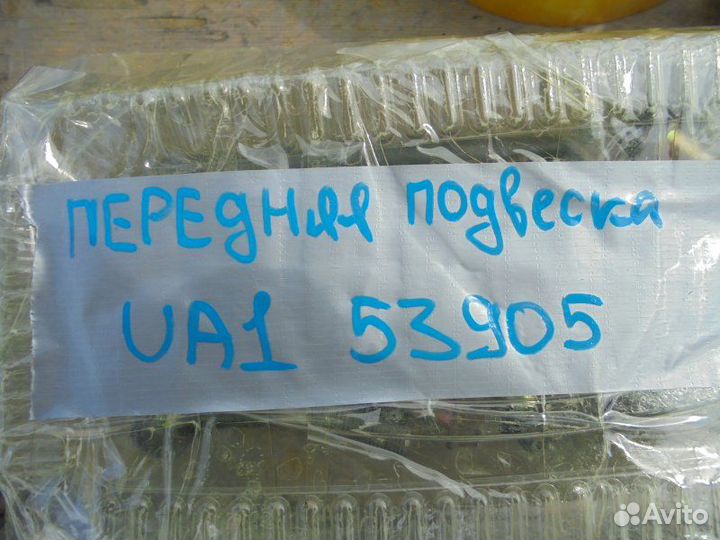 ПЕРЕДНяя подвеска
UA1 53905
Avito